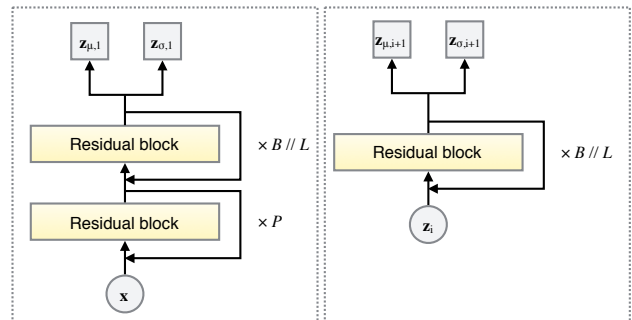 z_μ,1 z_σ,1
Residual block
× B // L
Residual block
× P
x
z_μ,i+1 z_σ,i+1
Residual block
× B // L
z_i